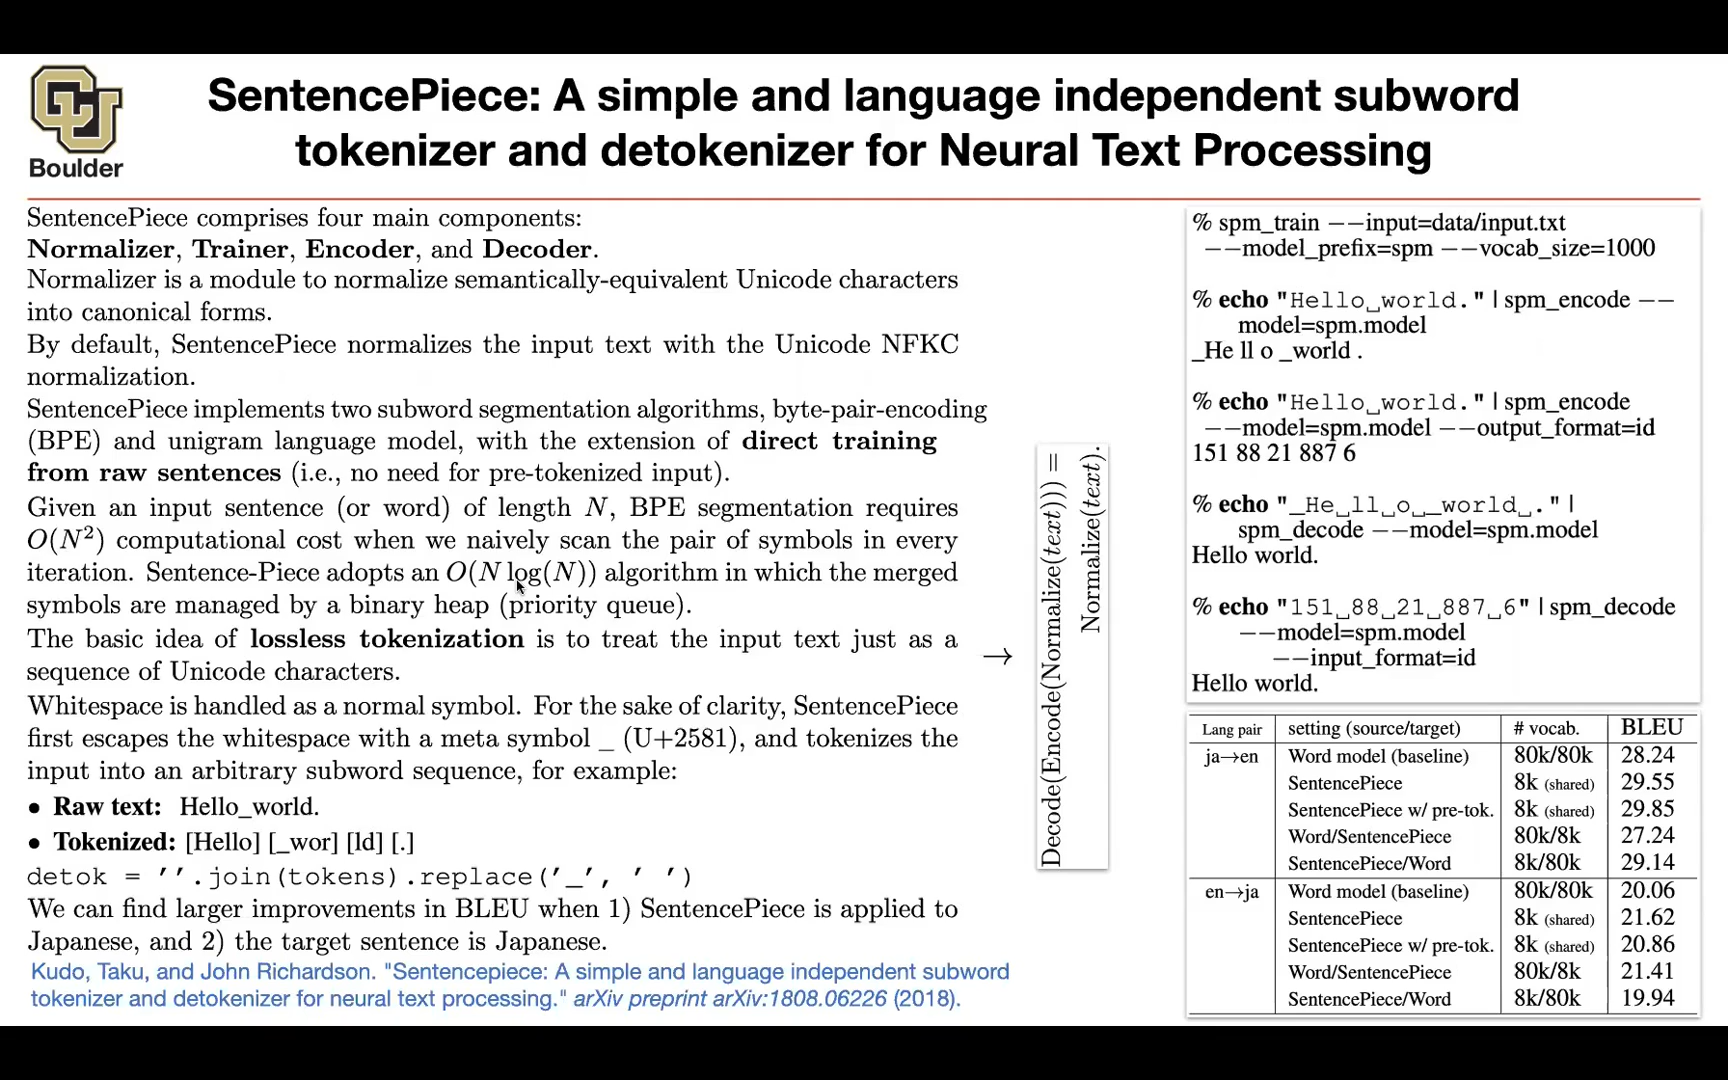 SentencePiece: A simple and language independent subword
tokenizer and detokenizer for Neural Text Processing
CU
Boulder
SentencePiece comprises four main components:
Normalizer, Trainer, Encoder, and Decoder.
Normalizer is a module to normalize semantically-equivalent Unicode characters
into canonical forms.
By default, SentencePiece normalizes the input text with the Unicode NFKC
normalization.
SentencePiece implements two subword segmentation algorithms, byte-pair-encoding
(BPE) and unigram language model, with the extension of direct training
from raw sentences (i.e., no need for pre-tokenized input).
Given an input sentence (or word) of length N, BPE segmentation requires
O(N²) computational cost when we naively scan the pair of symbols in every
iteration. Sentence-Piece adopts an O(N log(N)) algorithm in which the merged
symbols are managed by a binary heap (priority queue).
The basic idea of lossless tokenization is to treat the input text just as a
sequence of Unicode characters.
Whitespace is handled as a normal symbol. For the sake of clarity, SentencePiece
first escapes the whitespace with a meta symbol _ (U+2581), and tokenizes the
input into an arbitrary subword sequence, for example:
• Raw text: Hello_world.
• Tokenized: [Hello] [_wor] [ld] [.]
detok = ’’.join(tokens).replace(’_’, ’ ’)
We can find larger improvements in BLEU when 1) SentencePiece is applied to
Japanese, and 2) the target sentence is Japanese.
Kudo, Taku, and John Richardson. "Sentencepiece: A simple and language independent subword
tokenizer and detokenizer for neural text processing." arXiv preprint arXiv:1808.06226 (2018).
→
Decode(Encode(Normalize(text))) =
Normalize(text).
% spm_train −−input=data/input.txt
−−model_prefix=spm −−vocab_size=1000
% echo "Hello␣world." | spm_encode −−
model=spm.model
_He ll o _world .
% echo "Hello␣world." | spm_encode
−−model=spm.model −−output_format=id
151 88 21 887 6
% echo "_He␣ll␣o␣_world␣." |
spm_decode −−model=spm.model
Hello world.
% echo "151␣88␣21␣887␣6" | spm_decode
−−model=spm.model
−−input_format=id
Hello world.
Lang pair setting (source/target) # vocab. BLEU
ja→en Word model (baseline) 80k/80k 28.24
SentencePiece 8k (shared) 29.55
SentencePiece w/ pre-tok. 8k (shared) 29.85
Word/SentencePiece 80k/8k 27.24
SentencePiece/Word 8k/80k 29.14
en→ja Word model (baseline) 80k/80k 20.06
SentencePiece 8k (shared) 21.62
SentencePiece w/ pre-tok. 8k (shared) 20.86
Word/SentencePiece 80k/8k 21.41
SentencePiece/Word 8k/80k 19.94